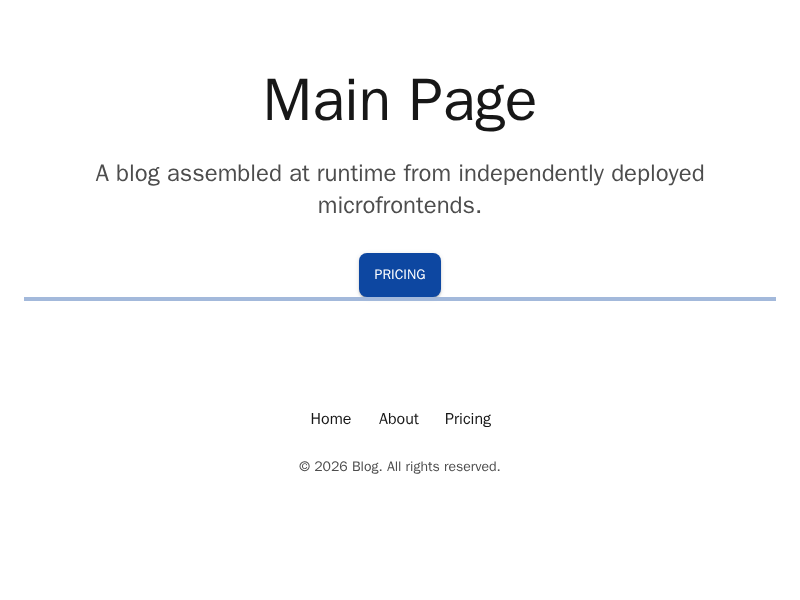 Main Page
A blog assembled at runtime from independently deployed
microfrontends.
PRICING
Home About Pricing
© 2026 Blog. All rights reserved.